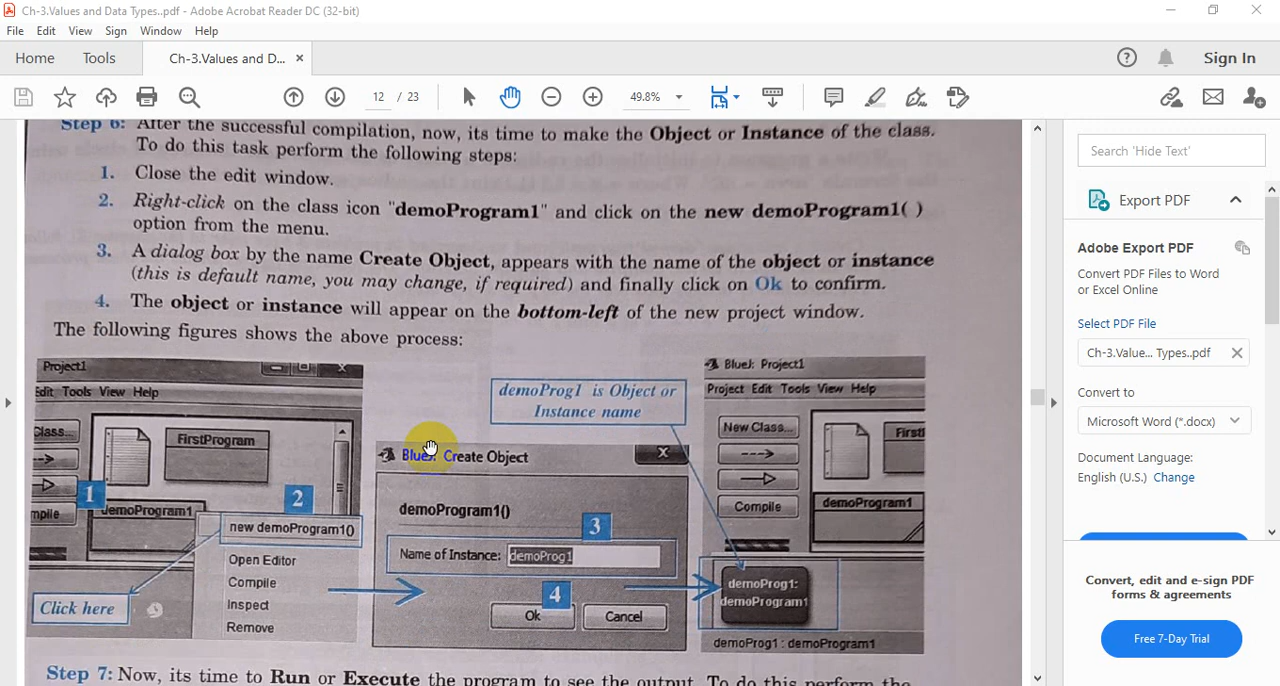 Ch-3.Values and Data Types..pdf - Adobe Acrobat Reader DC (32-bit)
File Edit View Sign Window Help
Home Tools Ch-3.Values and D... × Sign In
12 / 23 49.8%
Step 6: After the successful compilation, now, its time to make the Object or Instance of the class.
To do this task perform the following steps:
1. Close the edit window.
2. Right-click on the class icon "demoProgram1" and click on the new demoProgram1( )
option from the menu.
3. A dialog box by the name Create Object, appears with the name of the object or instance
(this is default name, you may change, if required) and finally click on Ok to confirm.
4. The object or instance will appear on the bottom-left of the new project window.
The following figures shows the above process:
Project1
Edit Tools View Help
Class...
FirstProgram
1
mpile
demoProgram1
2
new demoProgram1()
Open Editor
Compile
Inspect
Remove
Click here
demoProg1 is Object or
Instance name
BlueJ: Create Object
demoProgram1()
3
Name of Instance: demoProg1
4
Ok Cancel
BlueJ: Project1
Project Edit Tools View Help
New Class...
First
Compile
demoProgram1
demoProg1:
demoProgram1
demoProg1 : demoProgram1
Step 7: Now, its time to Run or Execute the program to see the output. To do this perform the
Search 'Hide Text'
Export PDF
Adobe Export PDF
Convert PDF Files to Word
or Excel Online
Select PDF File
Ch-3.Value... Types..pdf
Convert to
Microsoft Word (*.docx)
Document Language:
English (U.S.) Change
Convert, edit and e-sign PDF
forms & agreements
Free 7-Day Trial